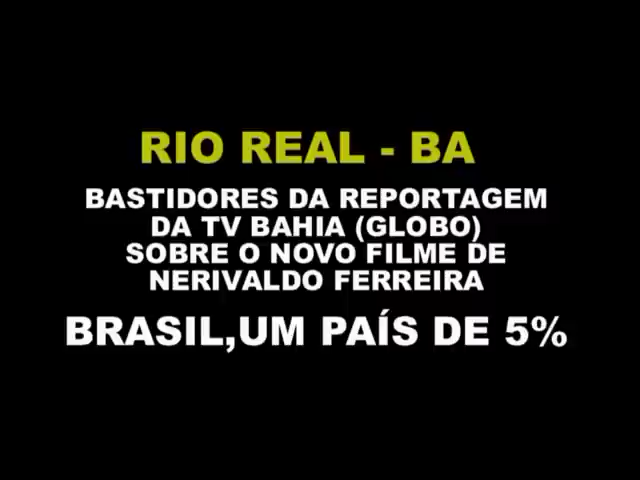 RIO REAL - BA
BASTIDORES DA REPORTAGEM
DA TV BAHIA (GLOBO)
SOBRE O NOVO FILME DE
NERIVALDO FERREIRA
BRASIL,UM PAÍS DE 5%